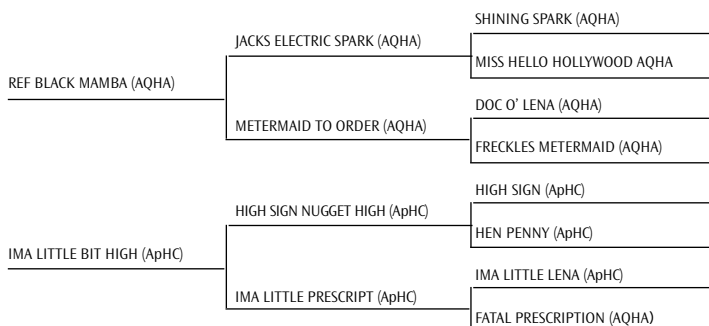 SHINING SPARK (AQHA)
JACKS ELECTRIC SPARK (AQHA)
MISS HELLO HOLLYWOOD AQHA
REF BLACK MAMBA (AQHA)
DOC O' LENA (AQHA)
METERMAID TO ORDER (AQHA)
FRECKLES METERMAID (AQHA)
HIGH SIGN (ApHC)
HIGH SIGN NUGGET HIGH (ApHC)
HEN PENNY (ApHC)
IMA LITTLE BIT HIGH (ApHC)
IMA LITTLE LENA (ApHC)
IMA LITTLE PRESCRIPT (ApHC)
FATAL PRESCRIPTION (AQHA)